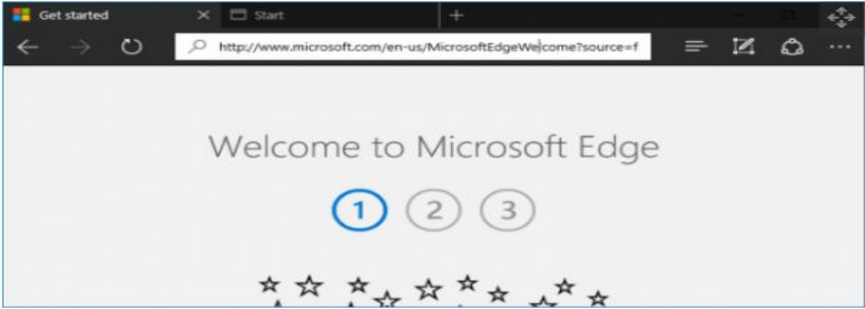 Get started
Start
http://www.microsoft.com/en-us/MicrosoftEdgeWelcome?source=f
Welcome to Microsoft Edge
1 2 3